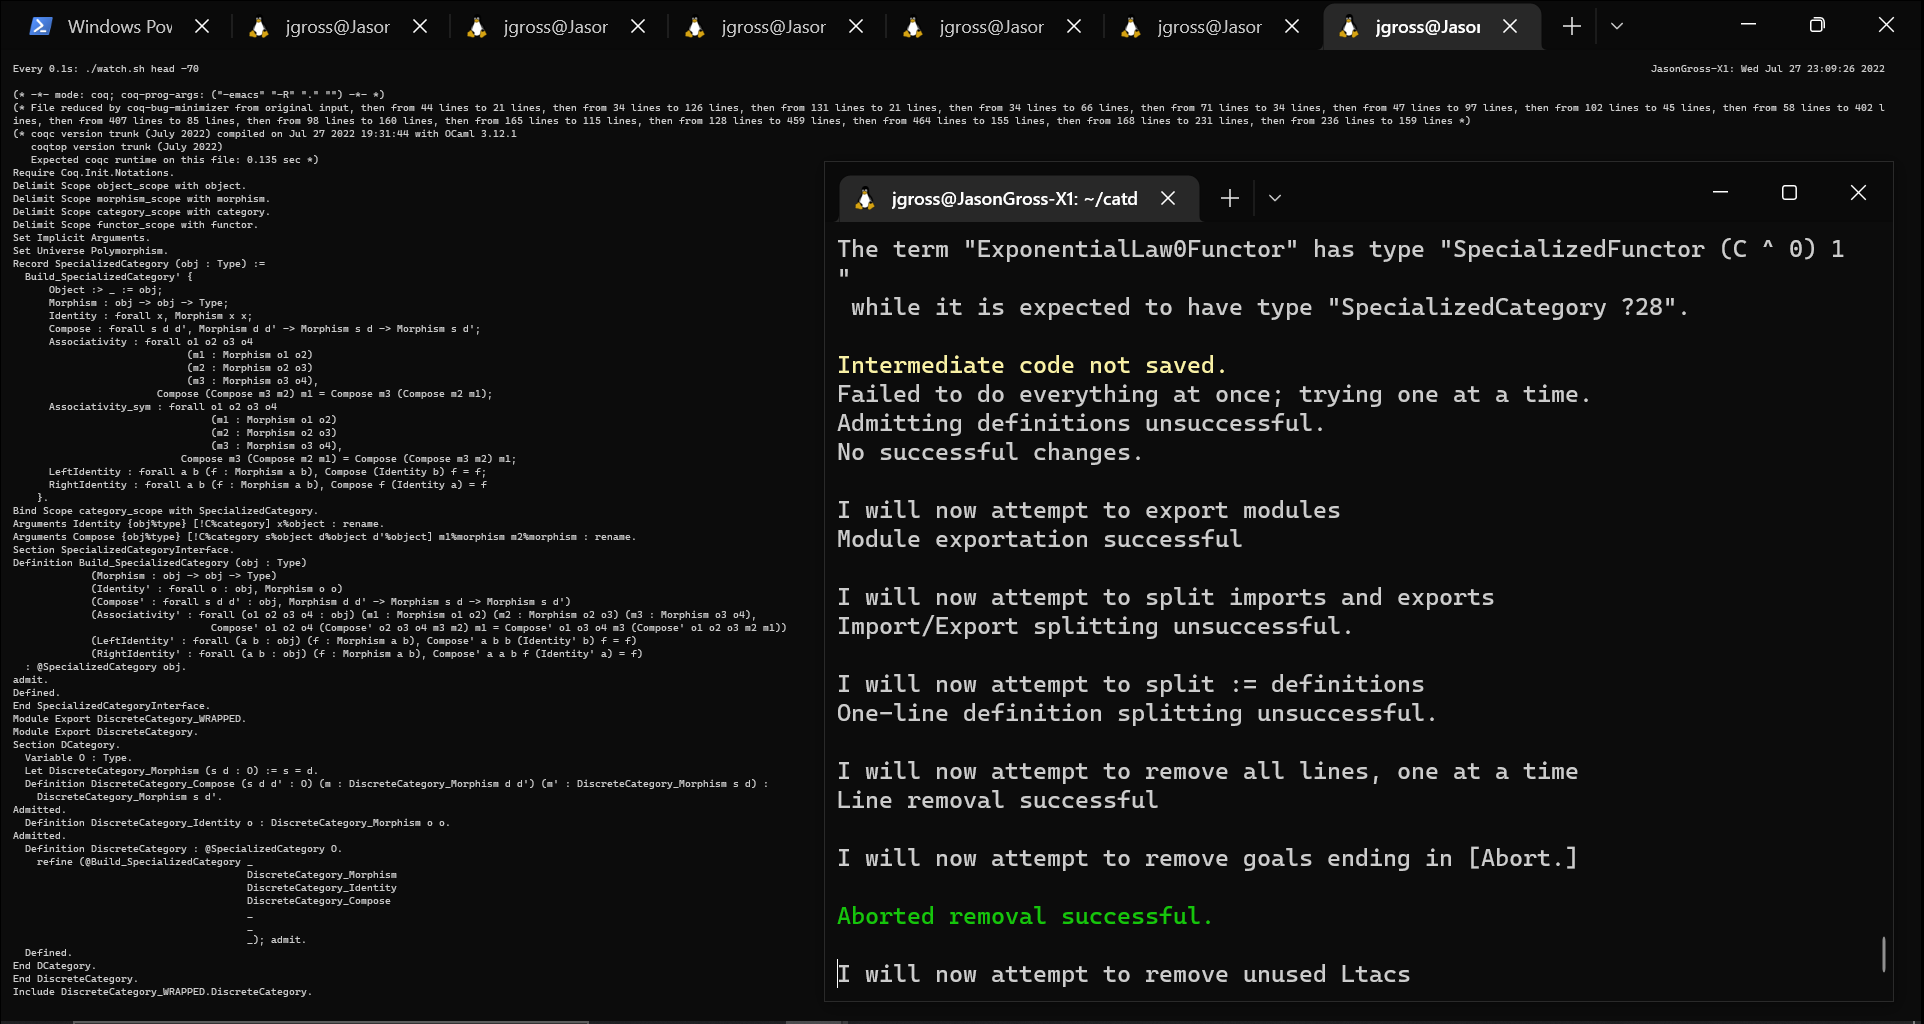 Windows Pow
jgross@Jason
jgross@Jason
jgross@Jason
jgross@Jason
jgross@Jason
jgross@Jason
Every 0.1s: ./watch.sh head -70
JasonGross-X1: Wed Jul 27 23:09:26 2022
(* -*- mode: coq; coq-prog-args: ("-emacs" "-R" "." "") -*- *)
(* File reduced by coq-bug-minimizer from original input, then from 44 lines to 21 lines, then from 34 lines to 126 lines, then from 131 lines to 21 lines, then from 34 lines to 66 lines, then from 71 lines to 34 lines, then from 47 lines to 97 lines, then from 102 lines to 45 lines, then from 58 lines to 402 l
ines, then from 407 lines to 85 lines, then from 98 lines to 160 lines, then from 165 lines to 115 lines, then from 128 lines to 459 lines, then from 464 lines to 155 lines, then from 168 lines to 231 lines, then from 236 lines to 159 lines *)
(* coqc version trunk (July 2022) compiled on Jul 27 2022 19:31:44 with OCaml 3.12.1
   coqtop version trunk (July 2022)
   Expected coqc runtime on this file: 0.135 sec *)
Require Coq.Init.Notations.
Delimit Scope object_scope with object.
Delimit Scope morphism_scope with morphism.
Delimit Scope category_scope with category.
Delimit Scope functor_scope with functor.
Set Implicit Arguments.
Set Universe Polymorphism.
Record SpecializedCategory (obj : Type) :=
  Build_SpecializedCategory' {
      Object :> _ := obj;
      Morphism : obj -> obj -> Type;
      Identity : forall x, Morphism x x;
      Compose : forall s d d', Morphism d d' -> Morphism s d -> Morphism s d';
      Associativity : forall o1 o2 o3 o4
                             (m1 : Morphism o1 o2)
                             (m2 : Morphism o2 o3)
                             (m3 : Morphism o3 o4),
                        Compose (Compose m3 m2) m1 = Compose m3 (Compose m2 m1);
      Associativity_sym : forall o1 o2 o3 o4
                                 (m1 : Morphism o1 o2)
                                 (m2 : Morphism o2 o3)
                                 (m3 : Morphism o3 o4),
                            Compose m3 (Compose m2 m1) = Compose (Compose m3 m2) m1;
      LeftIdentity : forall a b (f : Morphism a b), Compose (Identity b) f = f;
      RightIdentity : forall a b (f : Morphism a b), Compose f (Identity a) = f
    }.
Bind Scope category_scope with SpecializedCategory.
Arguments Identity {obj%type} [!C%category] x%object : rename.
Arguments Compose {obj%type} [!C%category s%object d%object d'%object] m1%morphism m2%morphism : rename.
Section SpecializedCategoryInterface.
Definition Build_SpecializedCategory (obj : Type)
             (Morphism : obj -> obj -> Type)
             (Identity' : forall o : obj, Morphism o o)
             (Compose' : forall s d d' : obj, Morphism d d' -> Morphism s d -> Morphism s d')
             (Associativity' : forall (o1 o2 o3 o4 : obj) (m1 : Morphism o1 o2) (m2 : Morphism o2 o3) (m3 : Morphism o3 o4),
                                 Compose' o1 o2 o4 (Compose' o2 o3 o4 m3 m2) m1 = Compose' o1 o3 o4 m3 (Compose' o1 o2 o3 m2 m1))
             (LeftIdentity' : forall (a b : obj) (f : Morphism a b), Compose' a b b (Identity' b) f = f)
             (RightIdentity' : forall (a b : obj) (f : Morphism a b), Compose' a a b f (Identity' a) = f)
  : @SpecializedCategory obj.
admit.
Defined.
End SpecializedCategoryInterface.
Module Export DiscreteCategory_WRAPPED.
Module Export DiscreteCategory.
Section DCategory.
  Variable O : Type.
  Let DiscreteCategory_Morphism (s d : O) := s = d.
  Definition DiscreteCategory_Compose (s d d' : O) (m : DiscreteCategory_Morphism d d') (m' : DiscreteCategory_Morphism s d) :
    DiscreteCategory_Morphism s d'.
Admitted.
  Definition DiscreteCategory_Identity o : DiscreteCategory_Morphism o o.
Admitted.
  Definition DiscreteCategory : @SpecializedCategory O.
    refine (@Build_SpecializedCategory _
                                       DiscreteCategory_Morphism
                                       DiscreteCategory_Identity
                                       DiscreteCategory_Compose
                                       _
                                       _
                                       _); admit.
  Defined.
End DCategory.
End DiscreteCategory.
Include DiscreteCategory_WRAPPED.DiscreteCategory.
jgross@JasonGross-X1: ~/catd
The term "ExponentialLaw0Functor" has type "SpecializedFunctor (C ^ 0) 1
"
 while it is expected to have type "SpecializedCategory ?28".
Intermediate code not saved.
Failed to do everything at once; trying one at a time.
Admitting definitions unsuccessful.
No successful changes.
I will now attempt to export modules
Module exportation successful
I will now attempt to split imports and exports
Import/Export splitting unsuccessful.
I will now attempt to split := definitions
One-line definition splitting unsuccessful.
I will now attempt to remove all lines, one at a time
Line removal successful
I will now attempt to remove goals ending in [Abort.]
Aborted removal successful.
I will now attempt to remove unused Ltacs